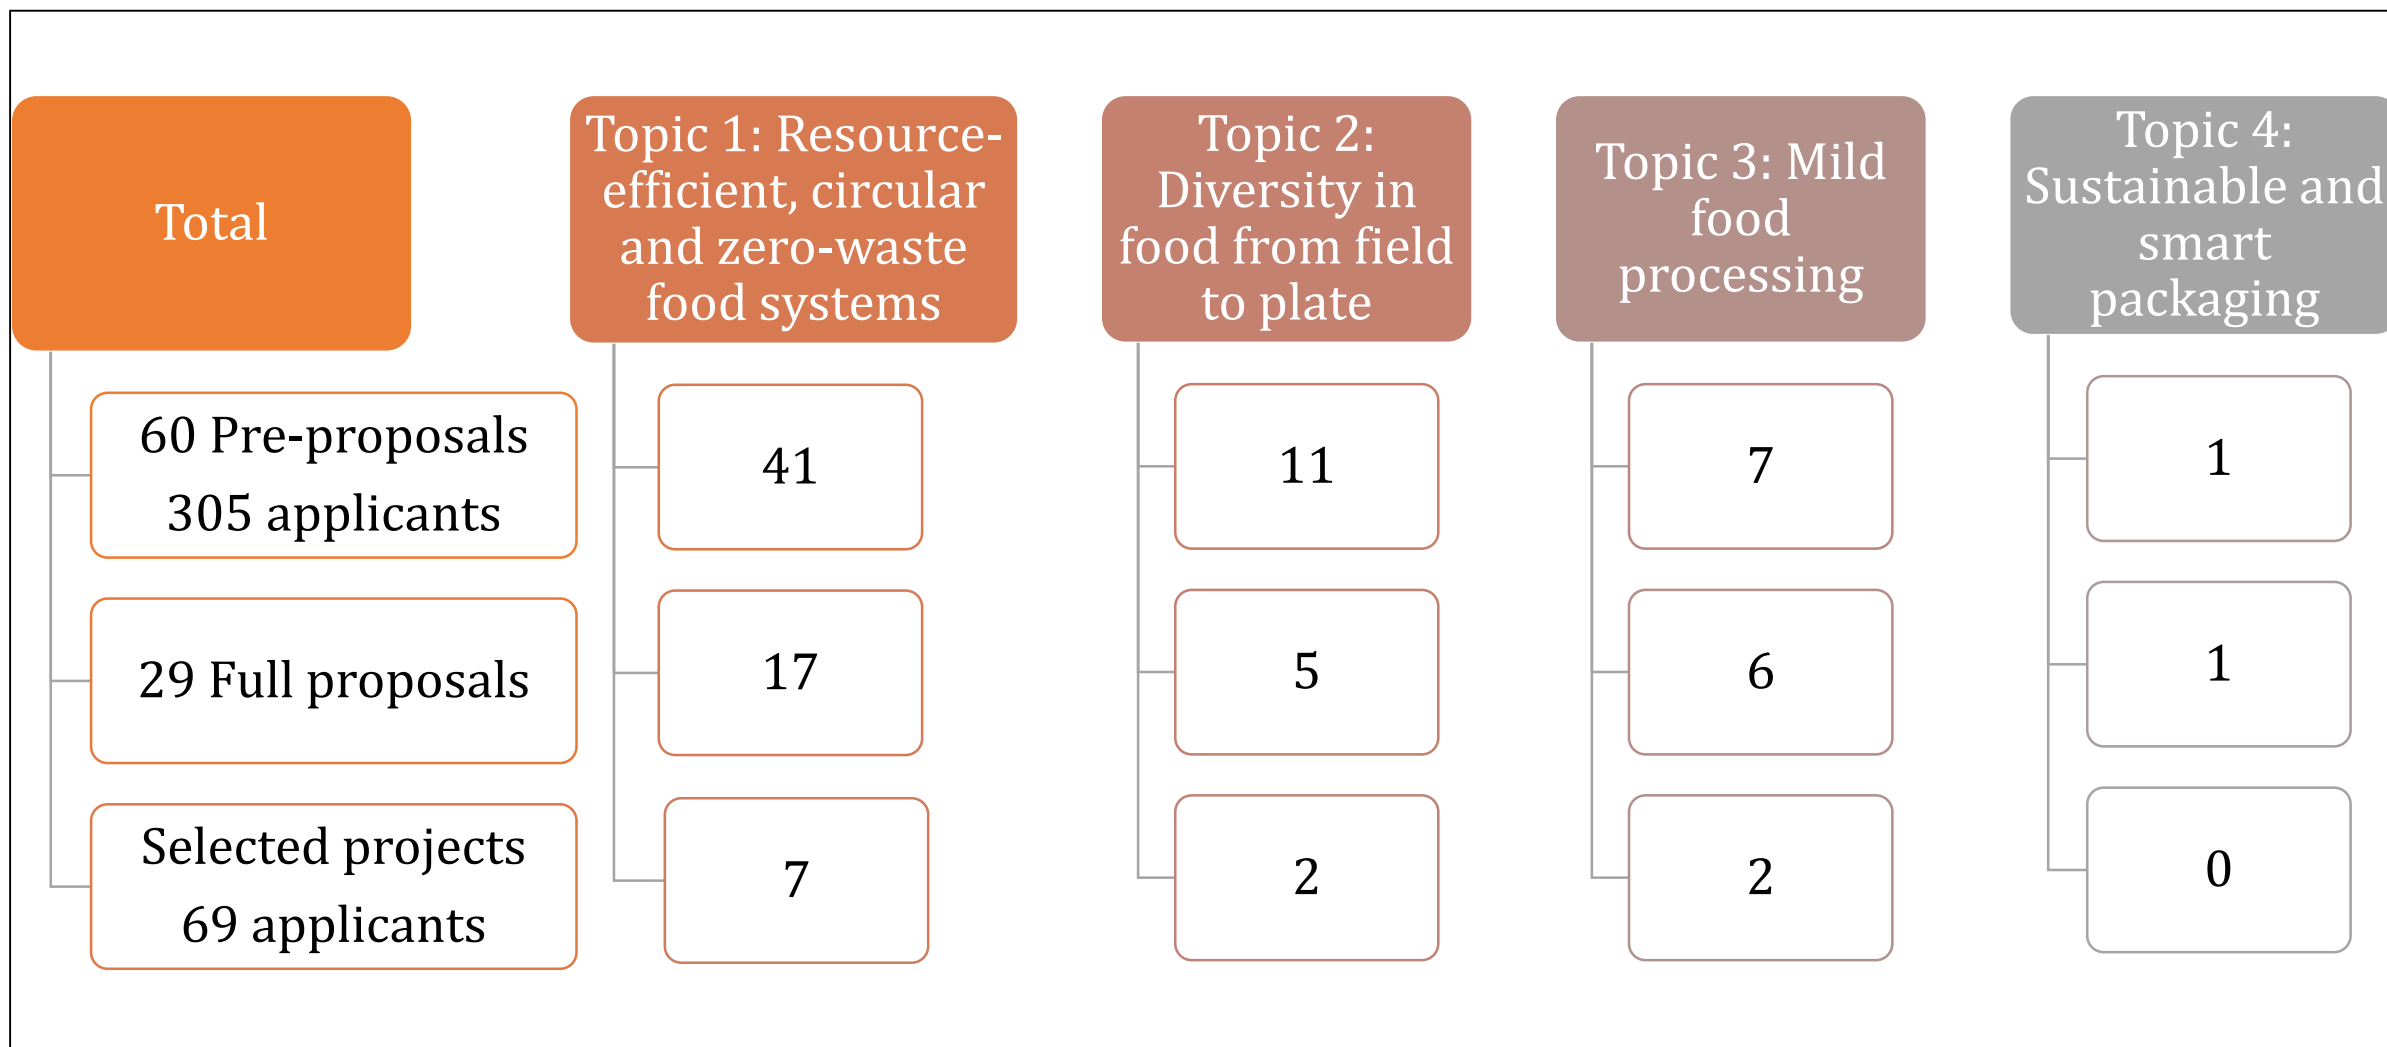 Total
60 Pre-proposals
305 applicants
29 Full proposals
Selected projects
69 applicants
Topic 1: Resource-
efficient, circular
and zero-waste
food systems
41
17
7
Topic 2:
Diversity in
food from field
to plate
11
5
2
Topic 3: Mild
food
processing
7
6
2
Topic 4:
Sustainable and
smart
packaging
1
1
0